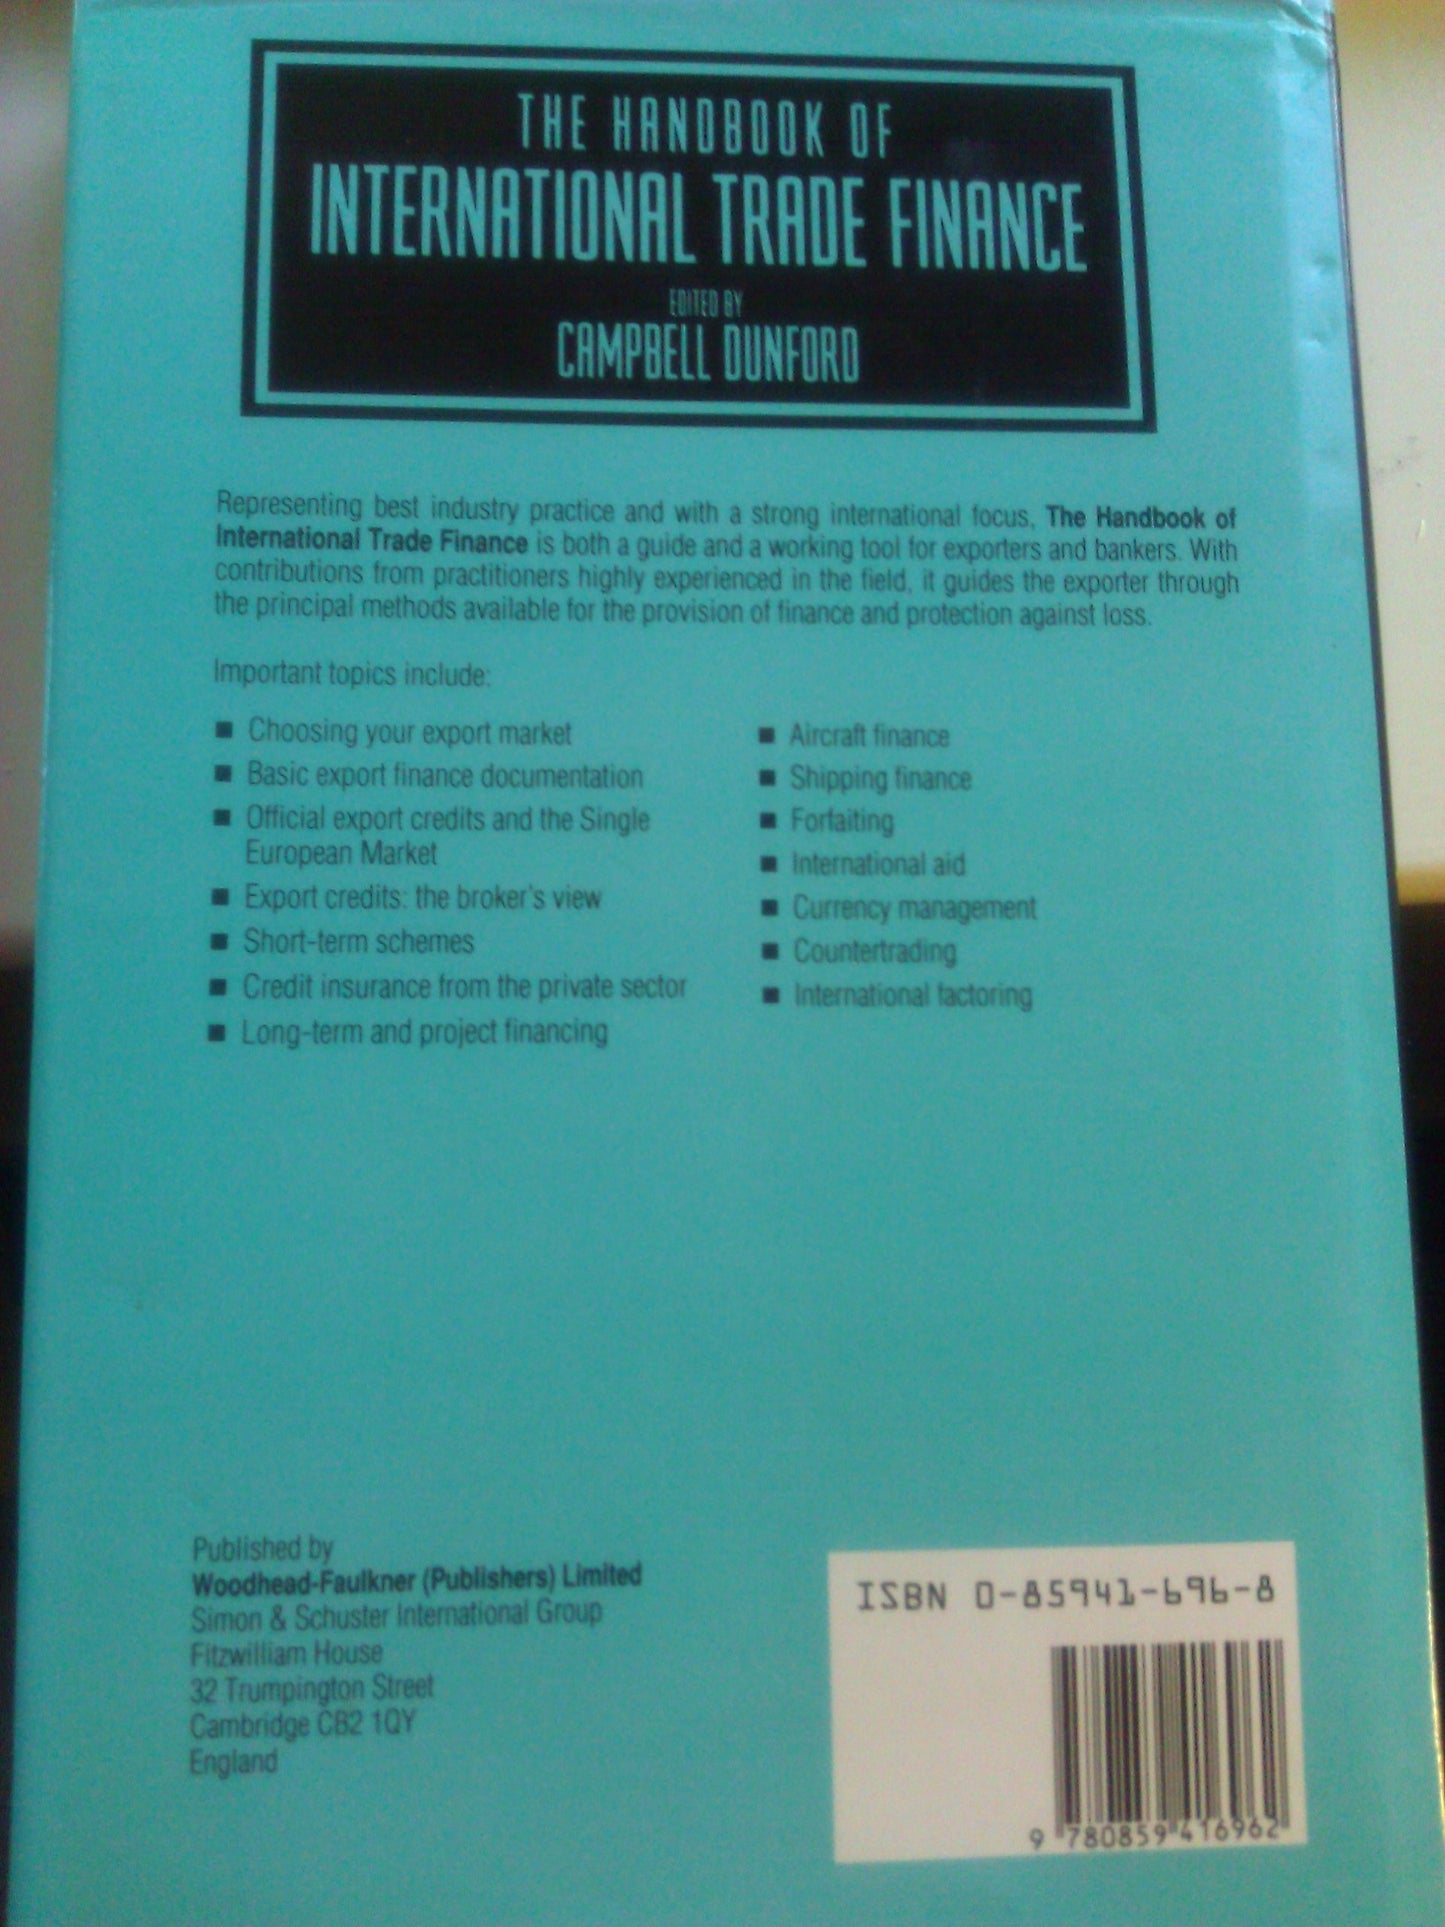 THE HANDBOOK OF
INTERNATIONAL TRADE FINANCE
EDITED BY
CAMPBELL DUNFORD
Representing best industry practice and with a strong international focus, The Handbook of
International Trade Finance is both a guide and a working tool for exporters and bankers. With
contributions from practitioners highly experienced in the field, it guides the exporter through
the principal methods available for the provision of finance and protection against loss.
Important topics include:
■ Choosing your export market
■ Basic export finance documentation
■ Official export credits and the Single
European Market
■ Export credits: the broker's view
■ Short-term schemes
■ Credit insurance from the private sector
■ Long-term and project financing
■ Aircraft finance
■ Shipping finance
■ Forfaiting
■ International aid
■ Currency management
■ Countertrading
■ International factoring
Published by
Woodhead-Faulkner (Publishers) Limited
Simon & Schuster International Group
Fitzwilliam House
32 Trumpington Street
Cambridge CB2 1QY
England
ISBN 0-85941-696-8
9 780859 416962